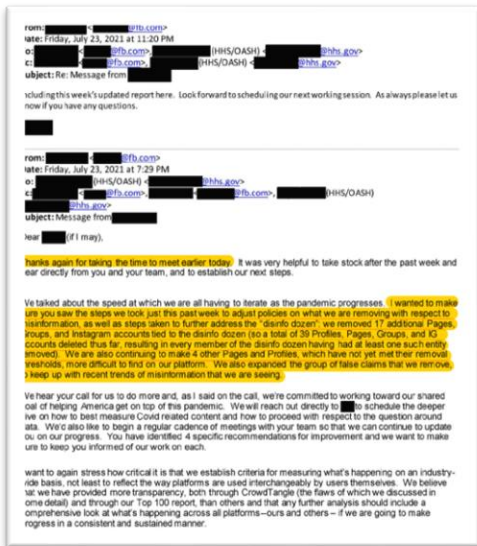 rom: <@fb.com>
ate: Friday, July 23, 2021 at 11:20 PM
o: <@fb.com>, (HHS/OASH) <@hhs.gov>
c: <@fb.com>, (HHS/OASH) <@hhs.gov>
ubject: Re: Message from
ncluding this week's updated report here. Look forward to scheduling our next working session. As always please let us
now if you have any questions.
rom: <@fb.com>
ate: Friday, July 23, 2021 at 7:29 PM
o: (HHS/OASH) <@hhs.gov>
c: <@fb.com>, <@fb.com>, (HHS/OASH)
@hhs.gov>
ubject: Message from
ear (if I may),
hanks again for taking the time to meet earlier today. It was very helpful to take stock after the past week and
ear directly from you and your team, and to establish our next steps.
e talked about the speed at which we are all having to iterate as the pandemic progresses. I wanted to make
ure you saw the steps we took just this past week to adjust policies on what we are removing with respect to
isinformation, as well as steps taken to further address the "disinfo dozen": we removed 17 additional Pages,
roups, and Instagram accounts tied to the disinfo dozen (so a total of 39 Profiles, Pages, Groups, and IG
ccounts deleted thus far, resulting in every member of the disinfo dozen having had at least one such entity
emoved). We are also continuing to make 4 other Pages and Profiles, which have not yet met their removal
resholds, more difficult to find on our platform. We also expanded the group of false claims that we remove,
o keep up with recent trends of misinformation that we are seeing.
e hear your call for us to do more and, as I said on the call, we're committed to working toward our shared
oal of helping America get on top of this pandemic. We will reach out directly to to schedule the deeper
ive on how to best measure Covid related content and how to proceed with respect to the question around
ata. We'd also like to begin a regular cadence of meetings with your team so that we can continue to update
ou on our progress. You have identified 4 specific recommendations for improvement and we want to make
ure to keep you informed of our work on each.
want to again stress how critical it is that we establish criteria for measuring what's happening on an industry-
ide basis, not least to reflect the way platforms are used interchangeably by users themselves. We believe
at we have provided more transparency, both through CrowdTangle (the flaws of which we discussed in
ome detail) and through our Top 100 report, than others and that any further analysis should include a
omprehensive look at what's happening across all platforms--ours and others – if we are going to make
rogress in a consistent and sustained manner.